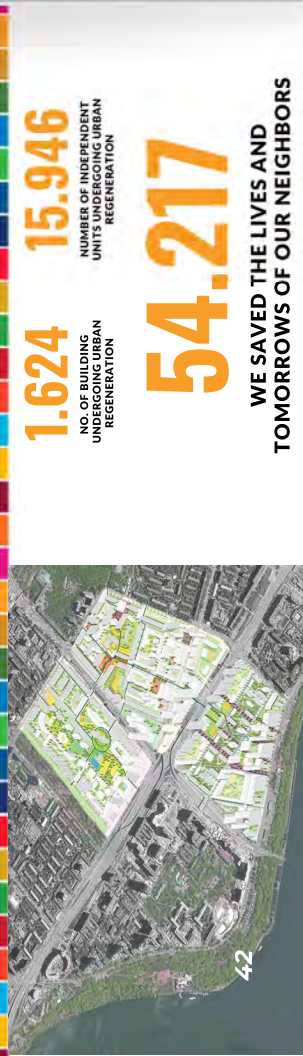 1.624
NO. OF BUILDING
UNDERGOING URBAN
REGENERATION
15.946
NUMBER OF INDEPENDENT
UNITS UNDERGOING URBAN
REGENERATION
54.217
WE SAVED THE LIVES AND
TOMORROWS OF OUR NEIGHBORS
42